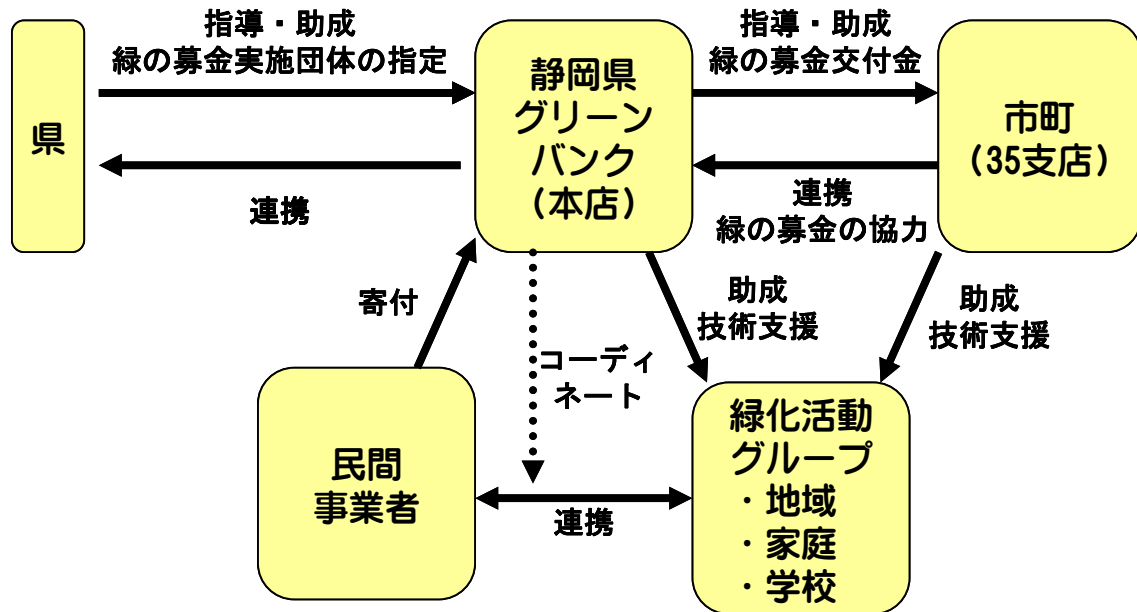 指導・助成
緑の募金実施団体の指定
指導・助成
緑の募金交付金
県
静岡県
グリーン
バンク
(本店)
市町
(35支店)
連携
連携
緑の募金の協力
寄付
コーディ
ネート
助成
技術支援
助成
技術支援
民間
事業者
連携
緑化活動
グループ
・地域
・家庭
・学校